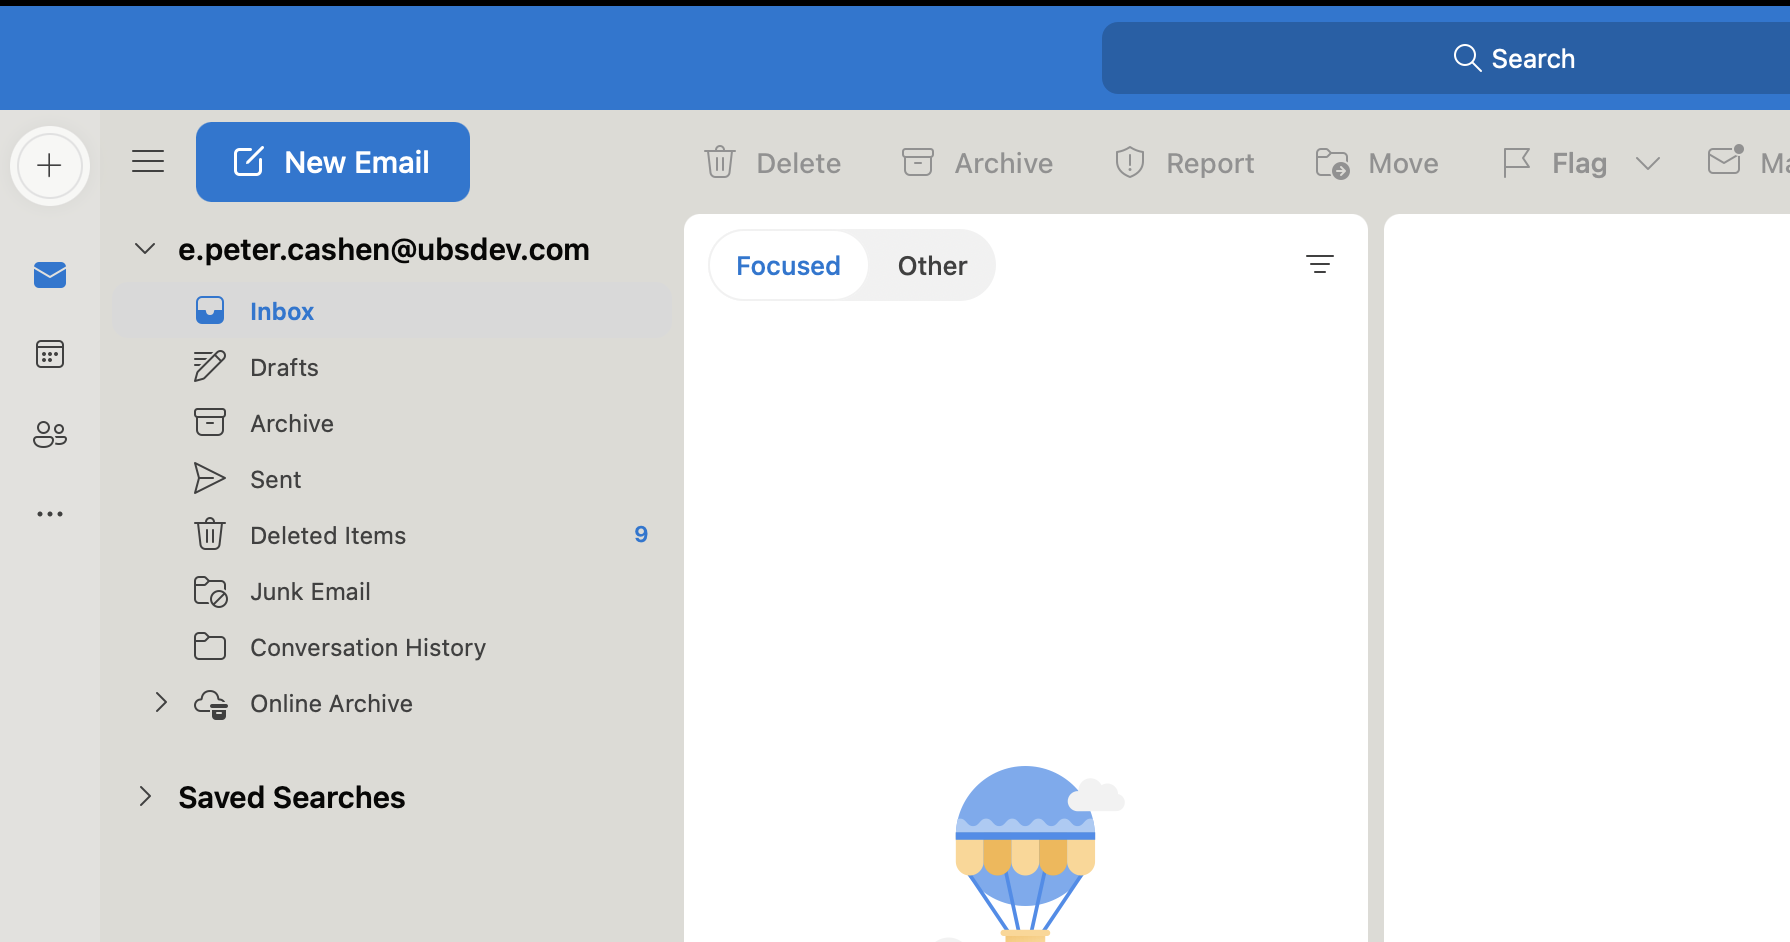 Search
New Email
Delete
Archive
Report
Move
Flag
e.peter.cashen@ubsdev.com
Focused
Other
Inbox
Drafts
Archive
Sent
Deleted Items 9
Junk Email
Conversation History
Online Archive
Saved Searches